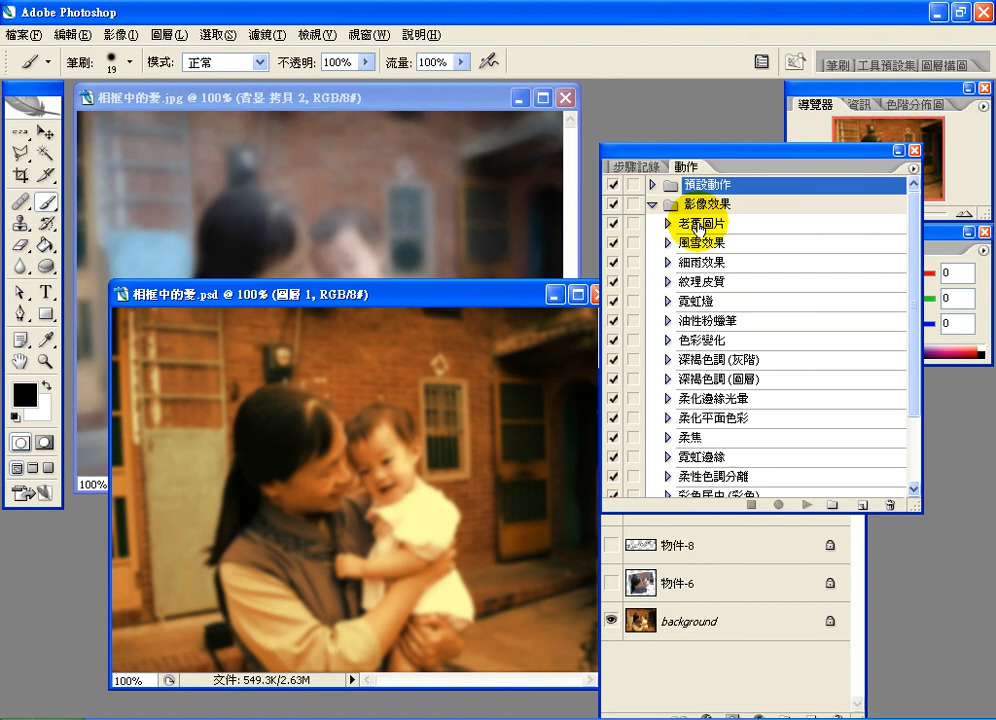 Adobe Photoshop
檔案(F) 編輯(E) 影像(I) 圖層(L) 選取(S) 濾鏡(T) 檢視(V) 視窗(W) 說明(H)
筆刷: 19 模式: 正常 不透明: 100% 流量: 100% 筆刷 工具預設集 圖層構圖
相框中的愛.jpg @ 100% (背景 拷貝 2, RGB/8#)
導覽器 資訊 色階分佈圖
步驟記錄 動作
預設動作
影像效果
老舊圖片
風雪效果
細雨效果
紋理皮質
霓虹燈
油性粉蠟筆
色彩變化
深褐色調 (灰階)
深褐色調 (圖層)
柔化邊緣光暈
柔化平面色彩
柔焦
霓虹邊緣
柔性色調分離
0
0
0
100%
相框中的愛.psd @ 100% (圖層 1, RGB/8#)
物件-8
物件-6
background
100% 文件: 549.3K/2.63M